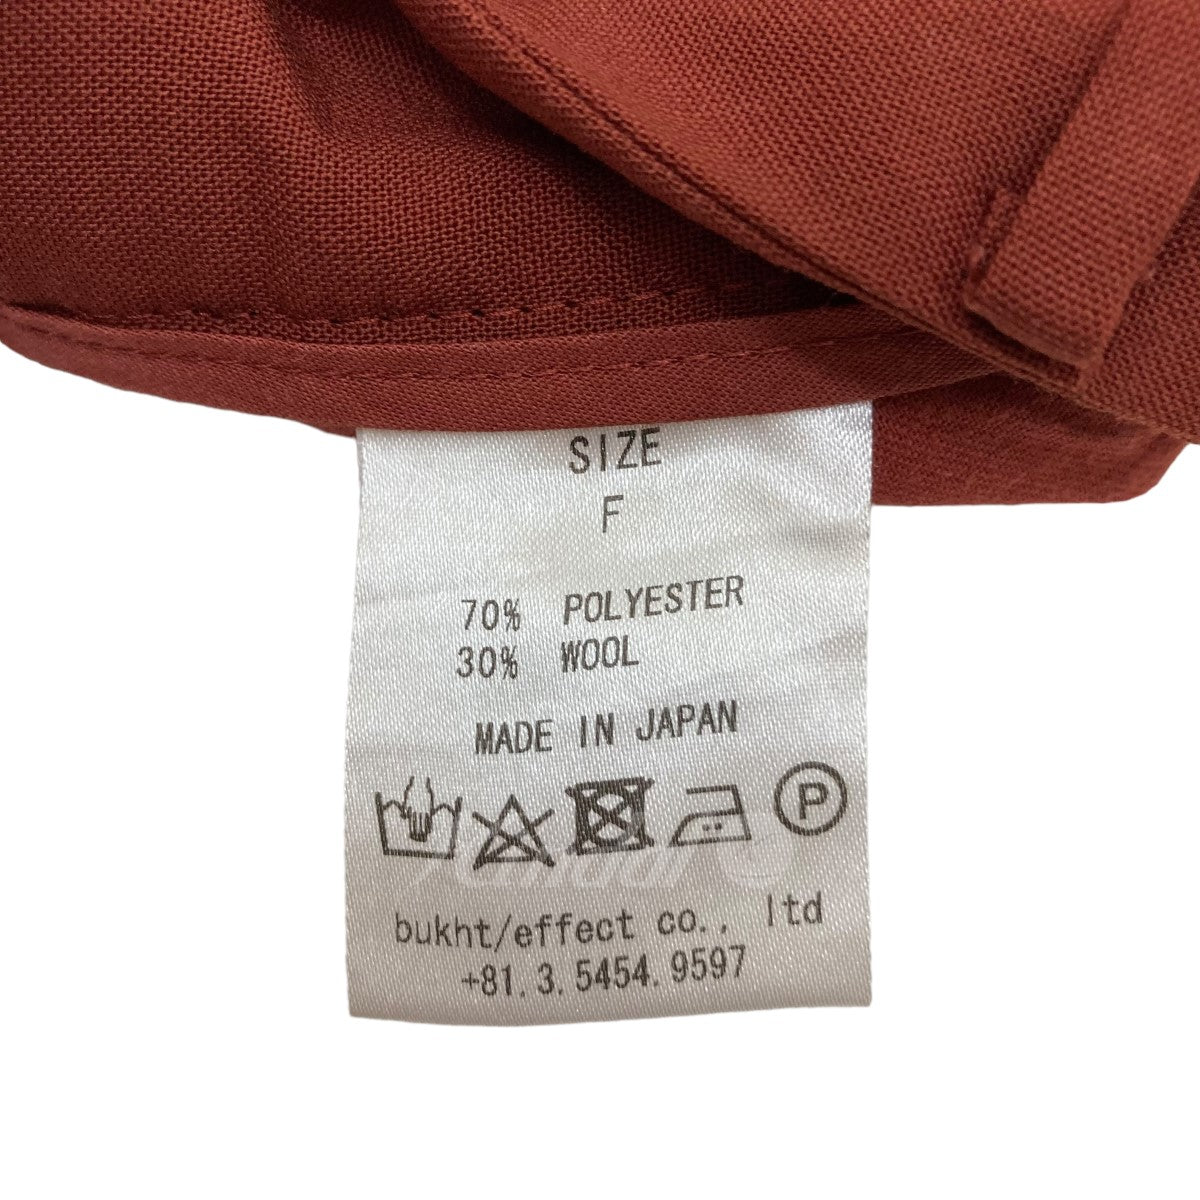 SIZE
F
70% POLYESTER
30% WOOL
MADE IN JAPAN
P
bukht/effect co., ltd
+81.3.5454.9597